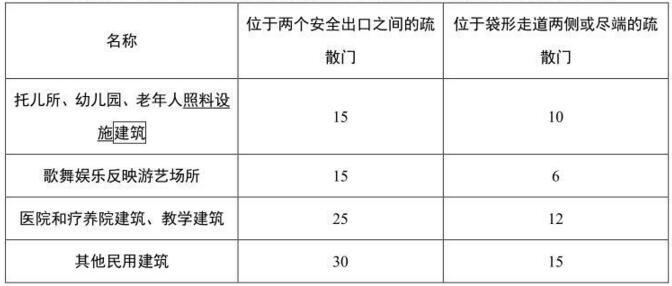 名称
位于两个安全出口之间的疏
散门
位于袋形走道两侧或尽端的疏
散门
托儿所、幼儿园、老年人照料设
施建筑
15
10
歌舞娱乐反映游艺场所
15
6
医院和疗养院建筑、教学建筑
25
12
其他民用建筑
30
15